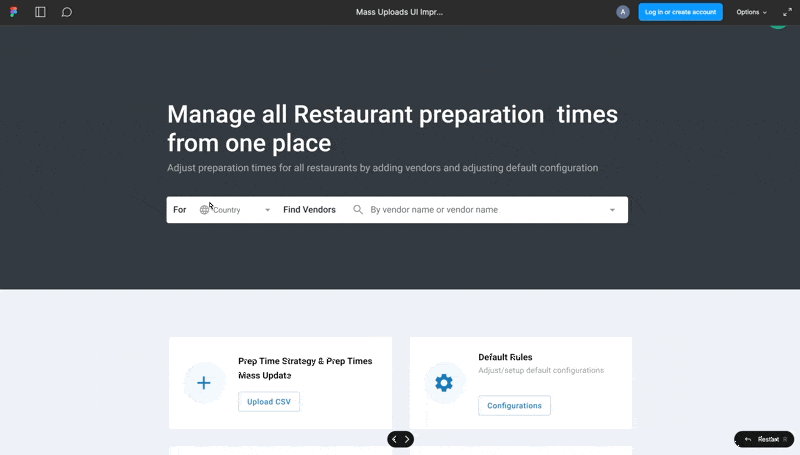 Mass Uploads UI Impr...
A
Log in or create account
Options
Manage all Restaurant preparation times
from one place
Adjust preparation times for all restaurants by adding vendors and adjusting default configuration
For Country Find Vendors By vendor name or vendor name
Prep Time Strategy & Prep Times
Mass Update
Upload CSV
Default Rules
Adjust/setup default configurations
Configurations
Restart R